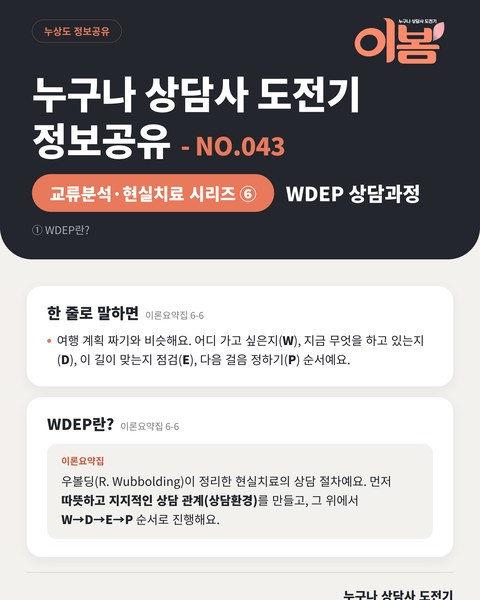 누상도 정보공유
누구나 상담사 도전기
이봄
누구나 상담사 도전기
정보공유 - NO.043
교류분석·현실치료 시리즈 ⑥ WDEP 상담과정
① WDEP란?
한 줄로 말하면 이론요약집 6-6
• 여행 계획 짜기와 비슷해요. 어디 가고 싶은지(W), 지금 무엇을 하고 있는지
(D), 이 길이 맞는지 점검(E), 다음 걸음 정하기(P) 순서예요.
WDEP란? 이론요약집 6-6
이론요약집
우볼딩(R. Wubbolding)이 정리한 현실치료의 상담 절차예요. 먼저
따뜻하고 지지적인 상담 관계(상담환경)를 만들고, 그 위에서
W→D→E→P 순서로 진행해요.
누구나 상담사 도전기